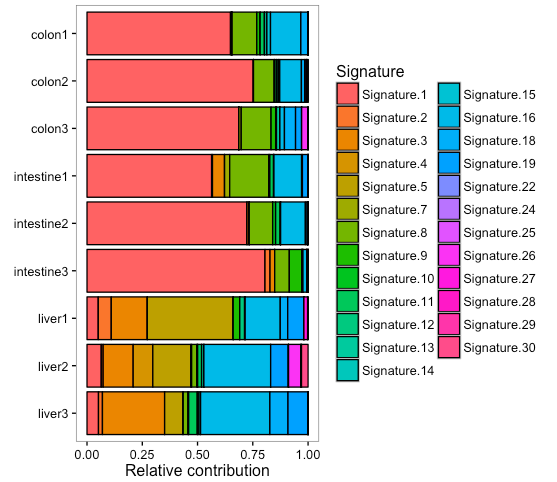 colon1
colon2
colon3
intestine1
intestine2
intestine3
liver1
liver2
liver3
0.00 0.25 0.50 0.75 1.00
Relative contribution
Signature
Signature.1
Signature.2
Signature.3
Signature.4
Signature.5
Signature.7
Signature.8
Signature.9
Signature.10
Signature.11
Signature.12
Signature.13
Signature.14
Signature.15
Signature.16
Signature.18
Signature.19
Signature.22
Signature.24
Signature.25
Signature.26
Signature.27
Signature.28
Signature.29
Signature.30